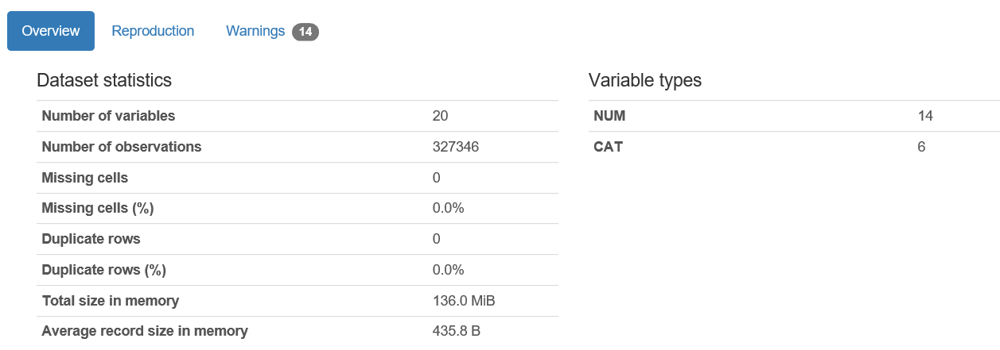 Overview Reproduction Warnings 14
Dataset statistics
Number of variables 20
Number of observations 327346
Missing cells 0
Missing cells (%) 0.0%
Duplicate rows 0
Duplicate rows (%) 0.0%
Total size in memory 136.0 MiB
Average record size in memory 435.8 B
Variable types
NUM 14
CAT 6